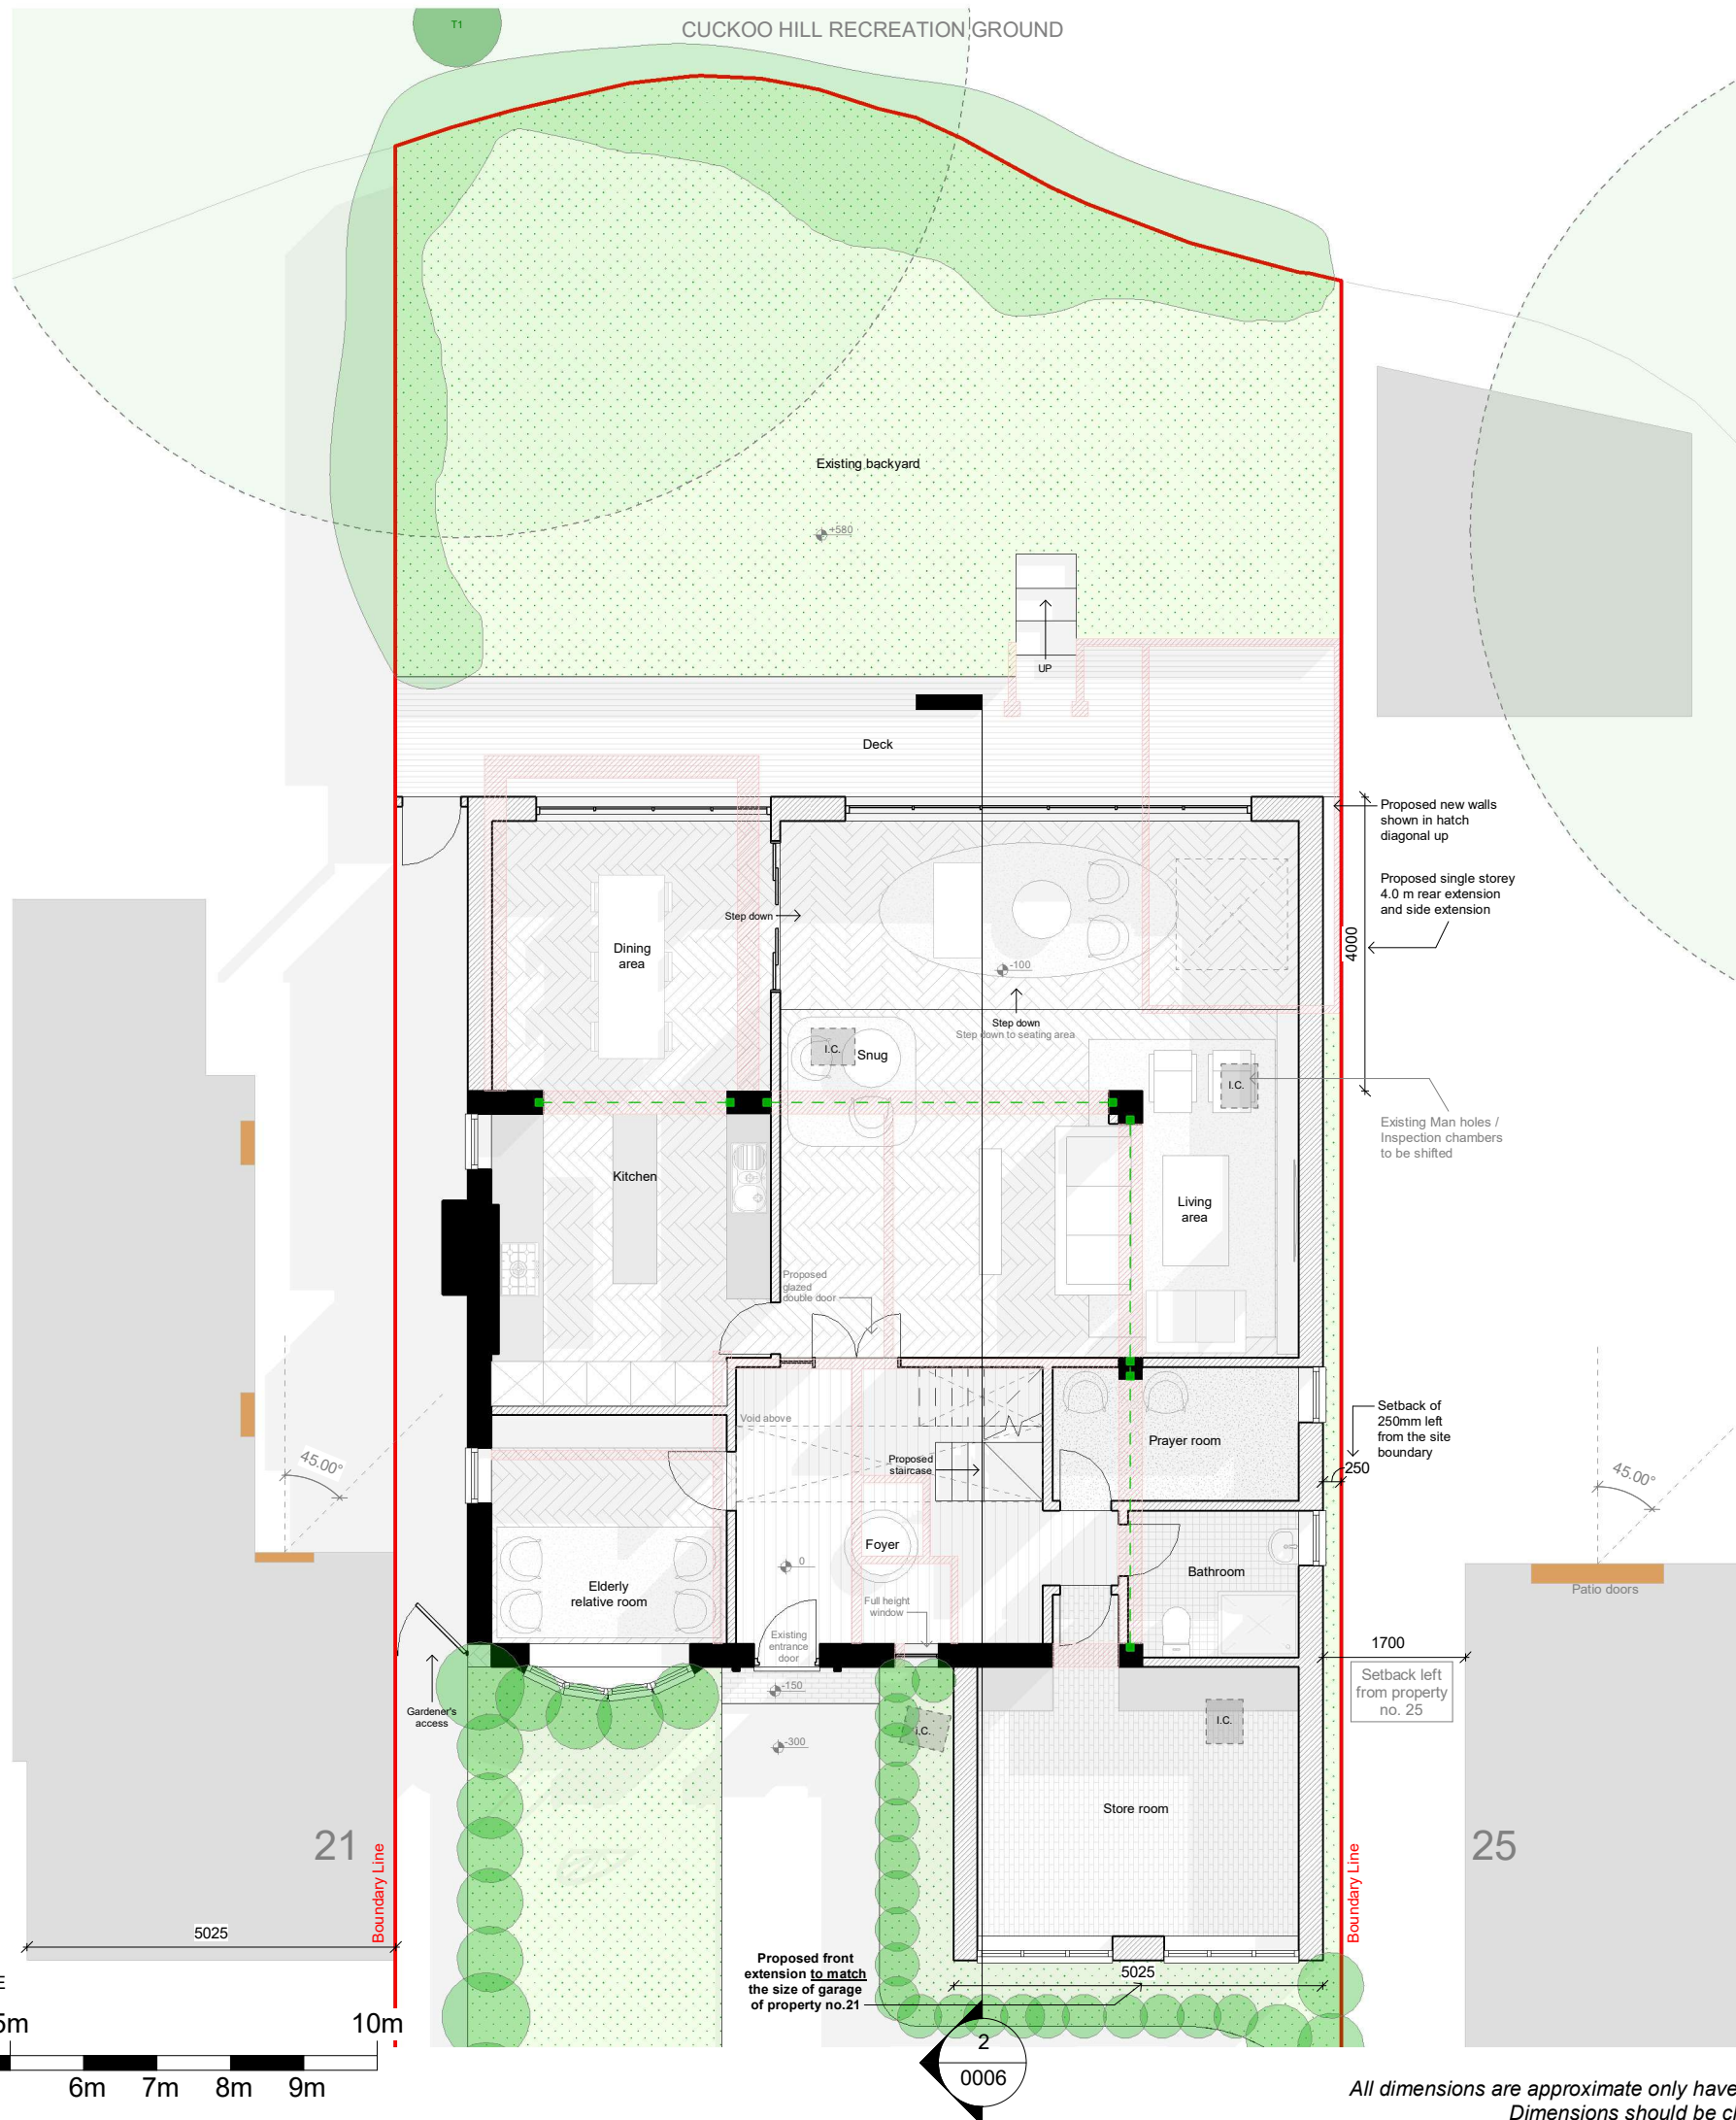 T1
CUCKOO HILL RECREATION GROUND
Existing backyard
+580
UP
Deck
Proposed new walls
shown in hatch
diagonal up
Proposed single storey
4.0 m rear extension
and side extension
4000
Step down
Dining
area
-100
Step down
Step down to seating area
I.C.
Snug
I.C.
Existing Man holes /
Inspection chambers
to be shifted
Kitchen
Living
area
Proposed
glazed
double door
Void above
Setback of
250mm left
from the site
boundary
Prayer room
45.00°
Proposed
staircase
250
45.00°
Foyer
0
Bathroom
Elderly
relative room
Patio doors
Full height
window
Existing
entrance
door
1700
Setback left
from property
no. 25
-150
Gardener's
access
I.C.
I.C.
-300
Store room
21
25
Boundary Line
Boundary Line
5025
Proposed front
extension to match
the size of garage
of property no.21
5025
E
5m
10m
6m
7m
8m
9m
2
0006
All dimensions are approximate only have
Dimensions should be